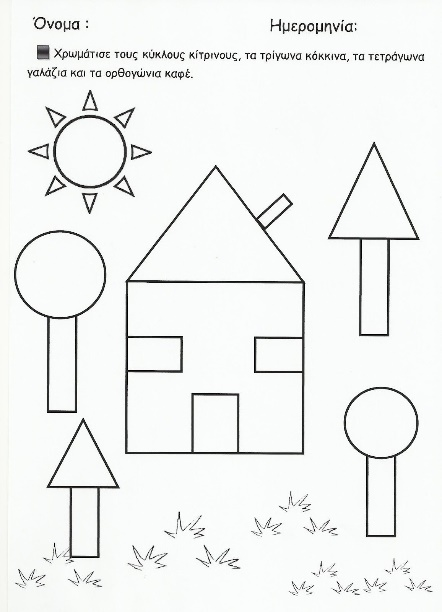 Όνομα : Ημερομηνία:
Χρωμάτισε τους κύκλους κίτρινους, τα τρίγωνα κόκκινα, τα τετράγωνα
γαλάζια και τα ορθογώνια καφέ.